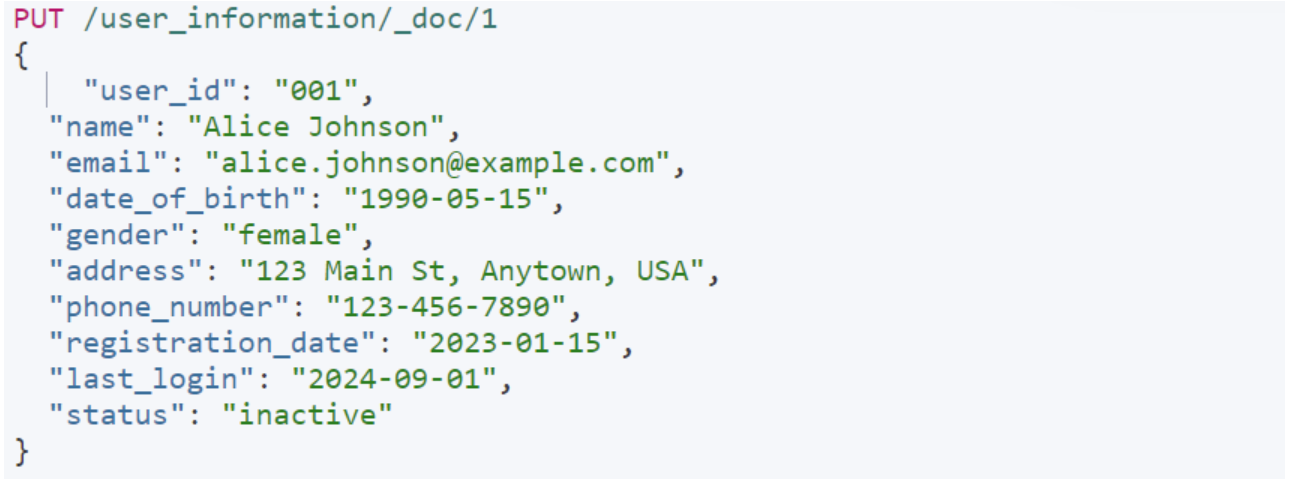 PUT /user_information/_doc/1
{
"user_id": "001",
"name": "Alice Johnson",
"email": "alice.johnson@example.com",
"date_of_birth": "1990-05-15",
"gender": "female",
"address": "123 Main St, Anytown, USA",
"phone_number": "123-456-7890",
"registration_date": "2023-01-15",
"last_login": "2024-09-01",
"status": "inactive"
}